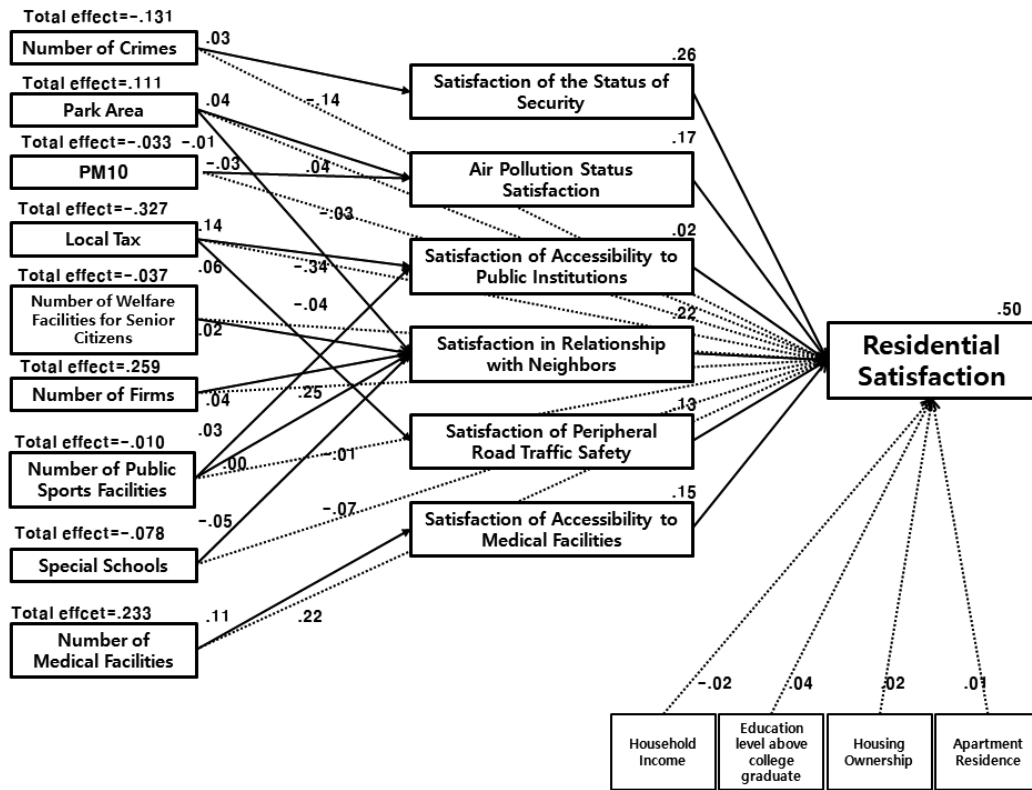 Total effect=-.131
Number of Crimes
.03
Total effect=.111
Park Area
.04
-.14
Total effect=-.033
-.01
PM10
-.03
.04
Total effect=-.327
Local Tax
.14
-.03
.06
Total effect=-.037
Number of Welfare
Facilities for Senior
Citizens
-.34
-.04
.02
Total effect=.259
Number of Firms
.04
.25
Total effect=-.010
Number of Public
Sports Facilities
.03
.00
-.01
Total effect=-.078
Special Schools
-.05
-.07
Total effcet=.233
Number of
Medical Facilities
.11
.22
.26
Satisfaction of the Status of
Security
.17
Air Pollution Status
Satisfaction
.02
Satisfaction of Accessibility to
Public Institutions
.22
Satisfaction in Relationship
with Neighbors
.13
Satisfaction of Peripheral
Road Traffic Safety
.15
Satisfaction of Accessibility to
Medical Facilities
.50
Residential
Satisfaction
-.02
.04
.02
.01
Household
Income
Education
level above
college
graduate
Housing
Ownership
Apartment
Residence